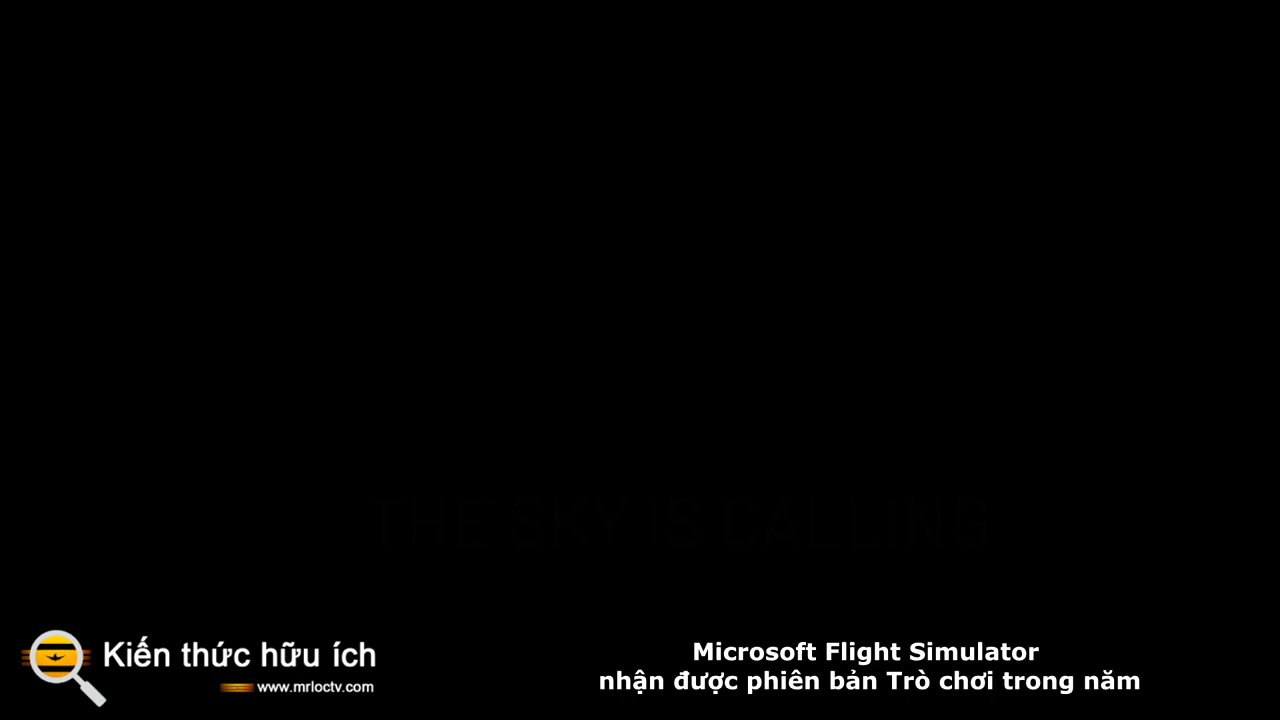 THE SKY IS CALLING
Kiến thức hữu ích
www.mrloctv.com
Microsoft Flight Simulator
nhận được phiên bản Trò chơi trong năm